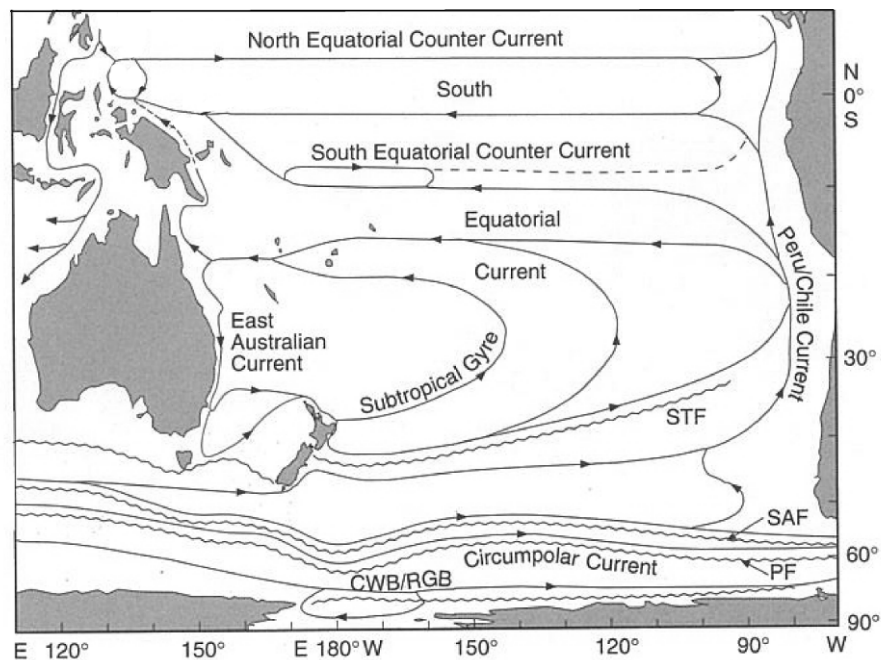 North Equatorial Counter Current
N
South
0°
S
South Equatorial Counter Current
Equatorial
Current
Peru/Chile Current
East
Australian
Current
30°
Subtropical Gyre
STF
SAF
60°
Circumpolar Current
PF
CWB/RGB
90°
E 120° 150° E 180° W 150° 120° 90° W